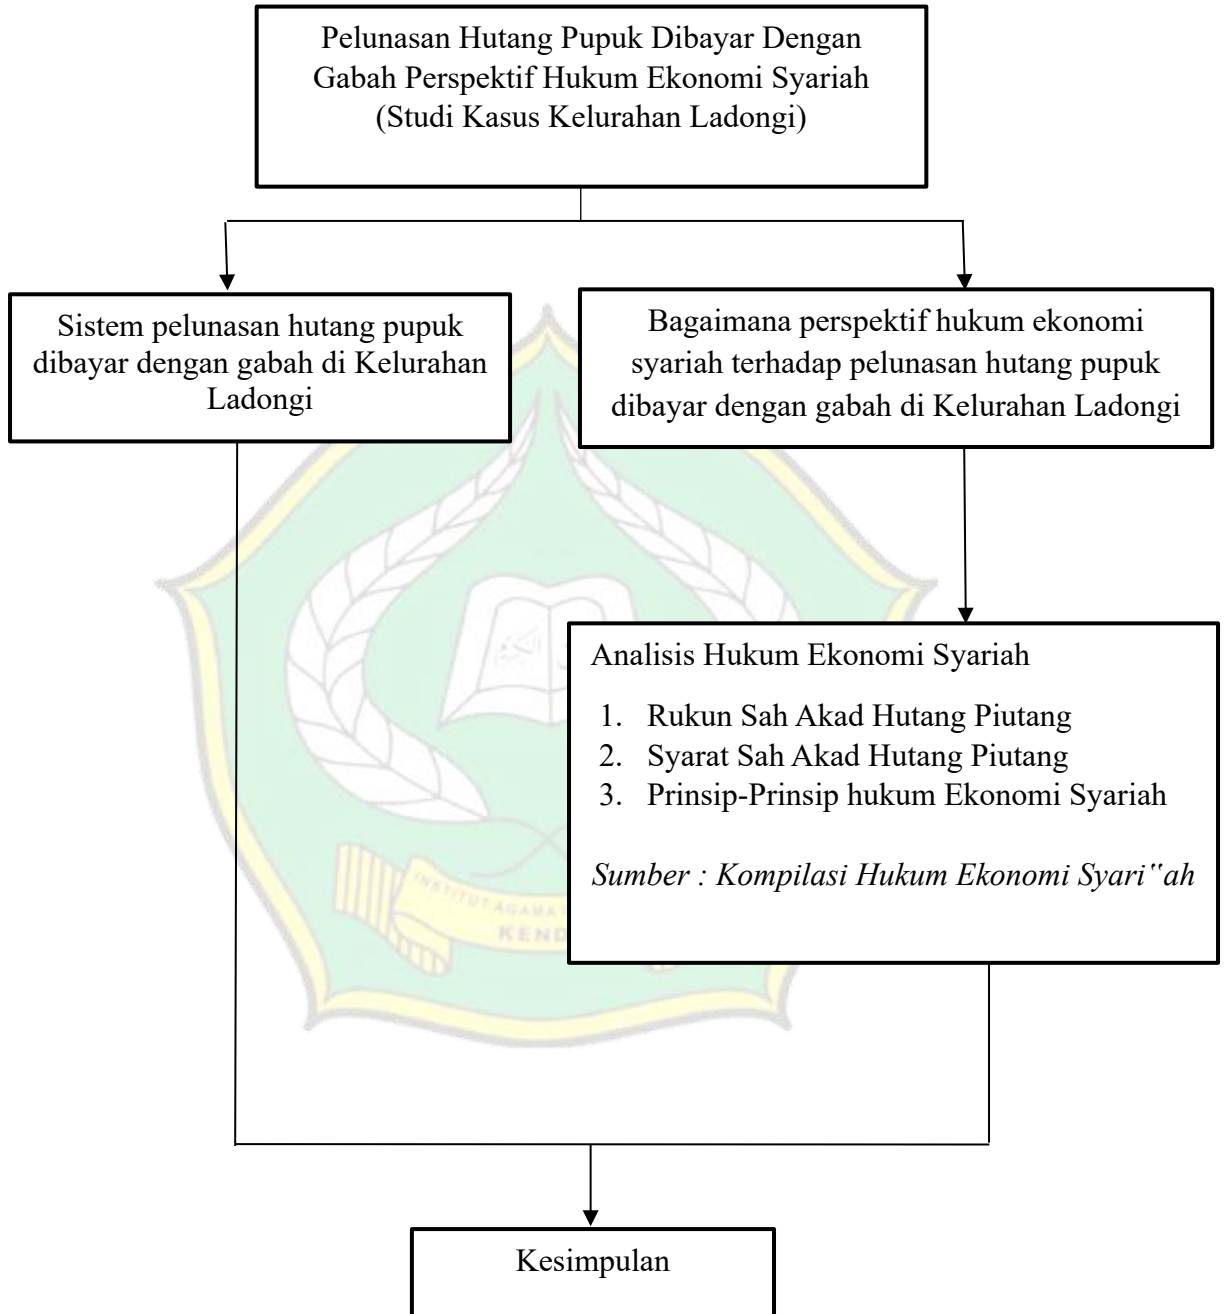 Pelunasan Hutang Pupuk Dibayar Dengan
Gabah Perspektif Hukum Ekonomi Syariah
(Studi Kasus Kelurahan Ladongi)
Sistem pelunasan hutang pupuk
dibayar dengan gabah di Kelurahan
Ladongi
Bagaimana perspektif hukum ekonomi
syariah terhadap pelunasan hutang pupuk
dibayar dengan gabah di Kelurahan Ladongi
Analisis Hukum Ekonomi Syariah
1. Rukun Sah Akad Hutang Piutang
2. Syarat Sah Akad Hutang Piutang
3. Prinsip-Prinsip hukum Ekonomi Syariah
Sumber : Kompilasi Hukum Ekonomi Syari‟ah
INSTITUT AGAMA
KEND
Kesimpulan